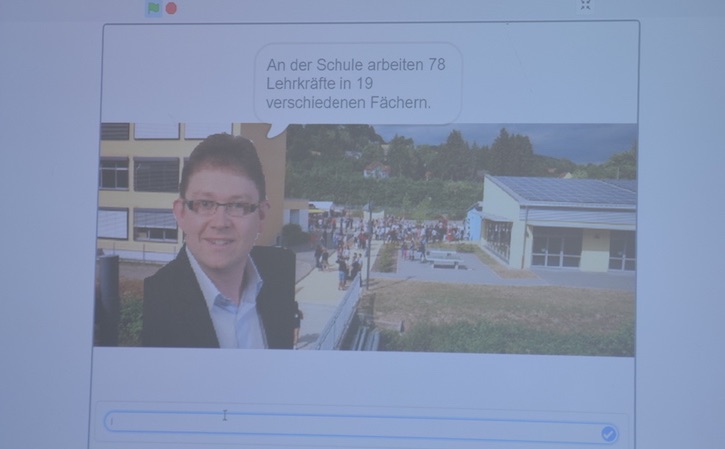 An der Schule arbeiten 78
Lehrkräfte in 19
verschiedenen Fächern.